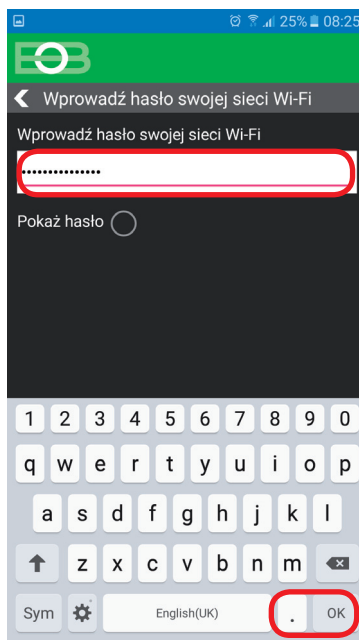 25% 08:25
EOB
Wprowadź hasło swojej sieci Wi-Fi
Wprowadź hasło swojej sieci Wi-Fi
•••••••••••••••
Pokaż hasło
1 2 3 4 5 6 7 8 9 0
q w e r t y u i o p
a s d f g h j k l
z x c v b n m
Sym English(UK) . OK